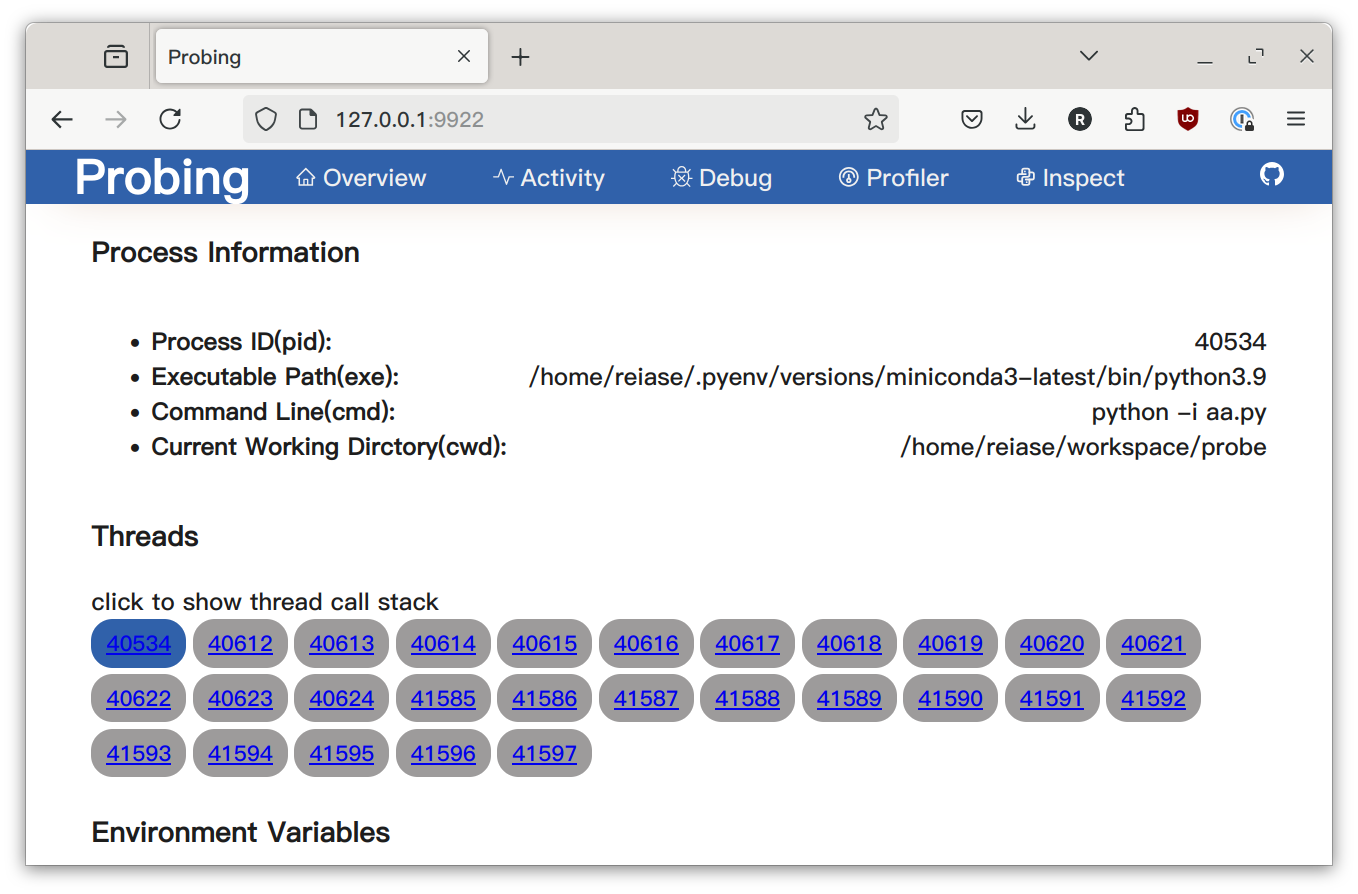 Probing
127.0.0.1:9922
Probing Overview Activity Debug Profiler Inspect
Process Information
• Process ID(pid): 40534
• Executable Path(exe): /home/reiase/.pyenv/versions/miniconda3-latest/bin/python3.9
• Command Line(cmd): python -i aa.py
• Current Working Dirctory(cwd): /home/reiase/workspace/probe
Threads
click to show thread call stack
40534 40612 40613 40614 40615 40616 40617 40618 40619 40620 40621
40622 40623 40624 41585 41586 41587 41588 41589 41590 41591 41592
41593 41594 41595 41596 41597
Environment Variables